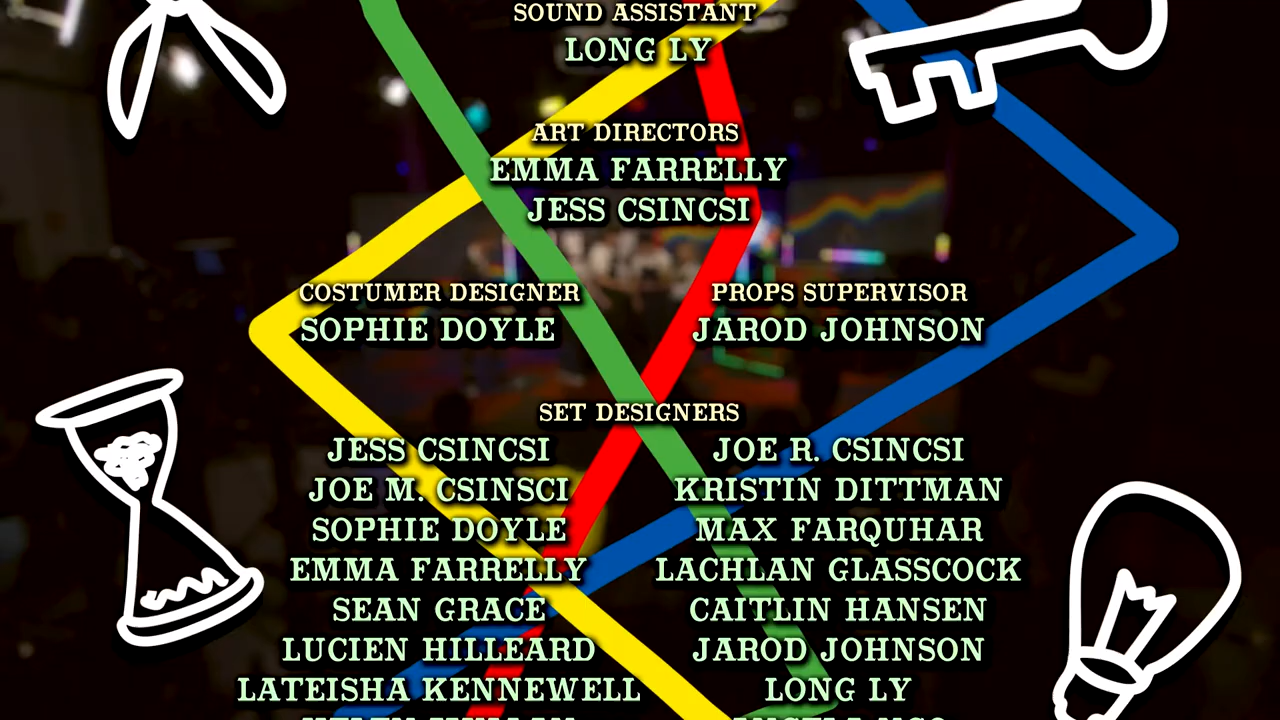 SOUND ASSISTANT
LONG LY
ART DIRECTORS
EMMA FARRELLY
JESS CSINCSI
COSTUMER DESIGNER
SOPHIE DOYLE
PROPS SUPERVISOR
JAROD JOHNSON
SET DESIGNERS
JESS CSINCSI
JOE M. CSINSCI
SOPHIE DOYLE
EMMA FARRELLY
SEAN GRACE
LUCIEN HILLEARD
LATEISHA KENNEWELL
JOE R. CSINCSI
KRISTIN DITTMAN
MAX FARQUHAR
LACHLAN GLASSCOCK
CAITLIN HANSEN
JAROD JOHNSON
LONG LY